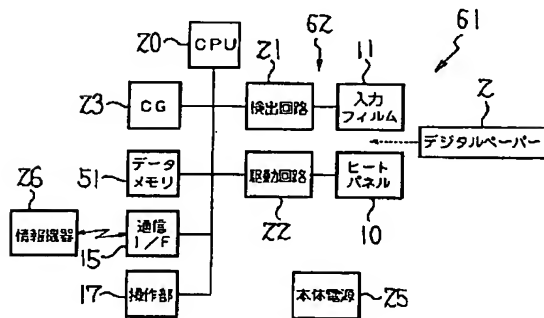 20
CPU
21
62
11
61
23
CG
検出回路
入力
フィルム
2
デジタルペーパー
26
51
データ
メモリ
駆動回路
ヒート
パネル
情報機器
通信
I/F
22
10
15
17
操作部
本体電源
25